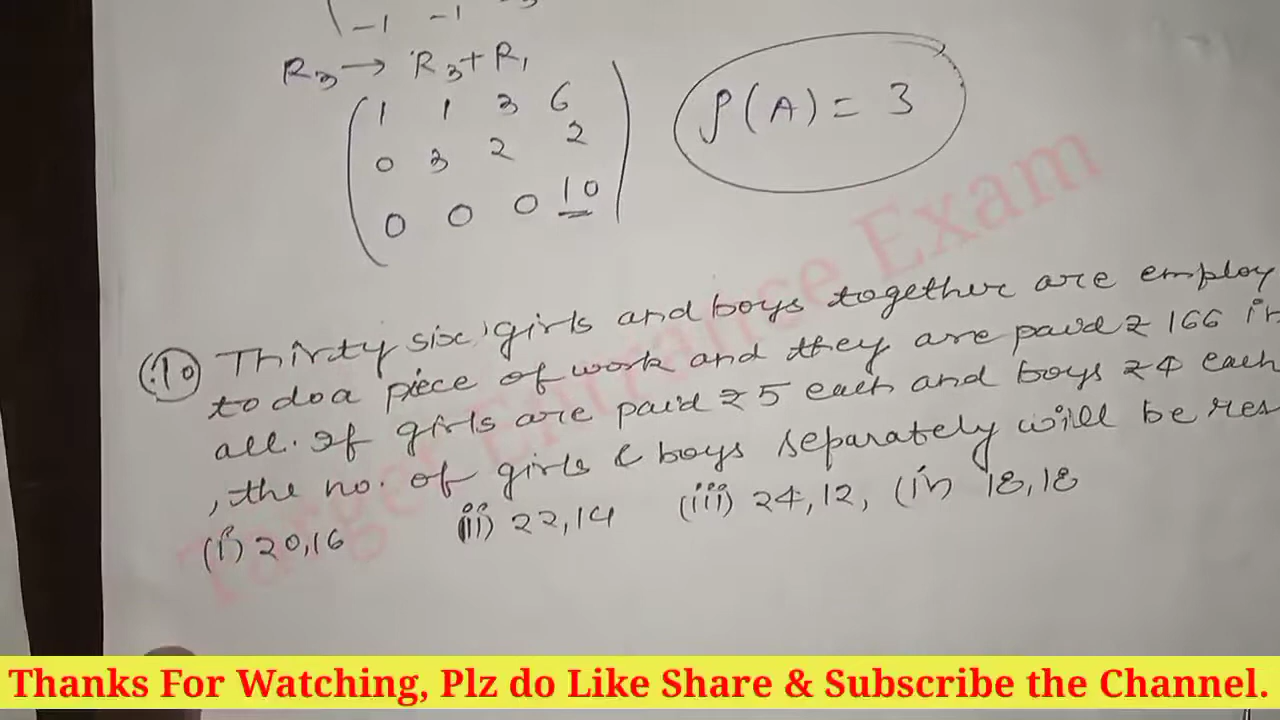 -1 -1
R3 → R3+R1
1 1 3 6
0 3 2 2
0 0 0 10
ρ(A) = 3
(10) Thirty six girls and boys together are employ
to do a piece of work and they are paid ₹ 166 in
all. If girls are paid ₹ 5 each and boys ₹ 4 each
, the no. of girls & boys separately will be res
(i) 20,16 (ii) 22,14 (iii) 24,12, (iv) 18,18
Target Entrance Exam
Thanks For Watching, Plz do Like Share & Subscribe the Channel.